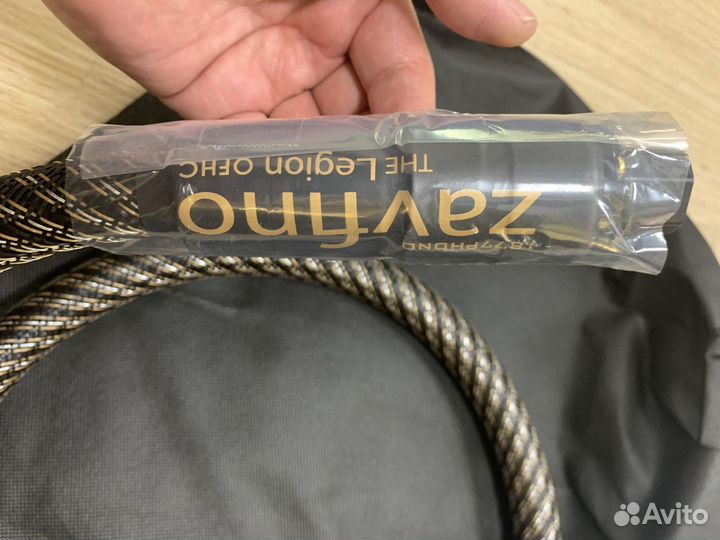 zavfino
THE Legion OFHC
Avito